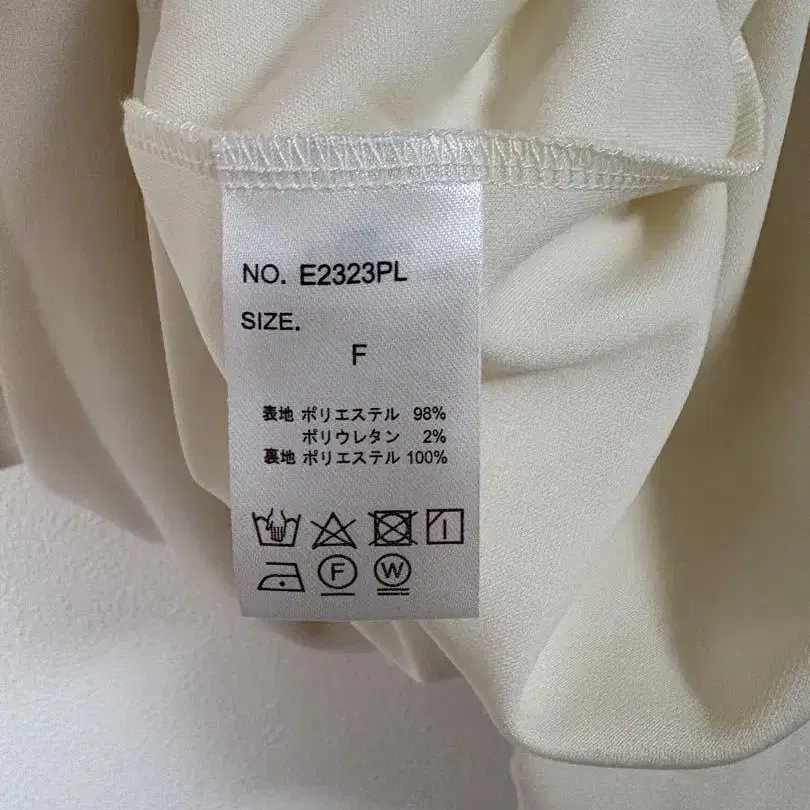 NO. E2323PL
SIZE.
F
表地 ポリエステル 98%
ポリウレタン 2%
裏地 ポリエステル 100%
F W